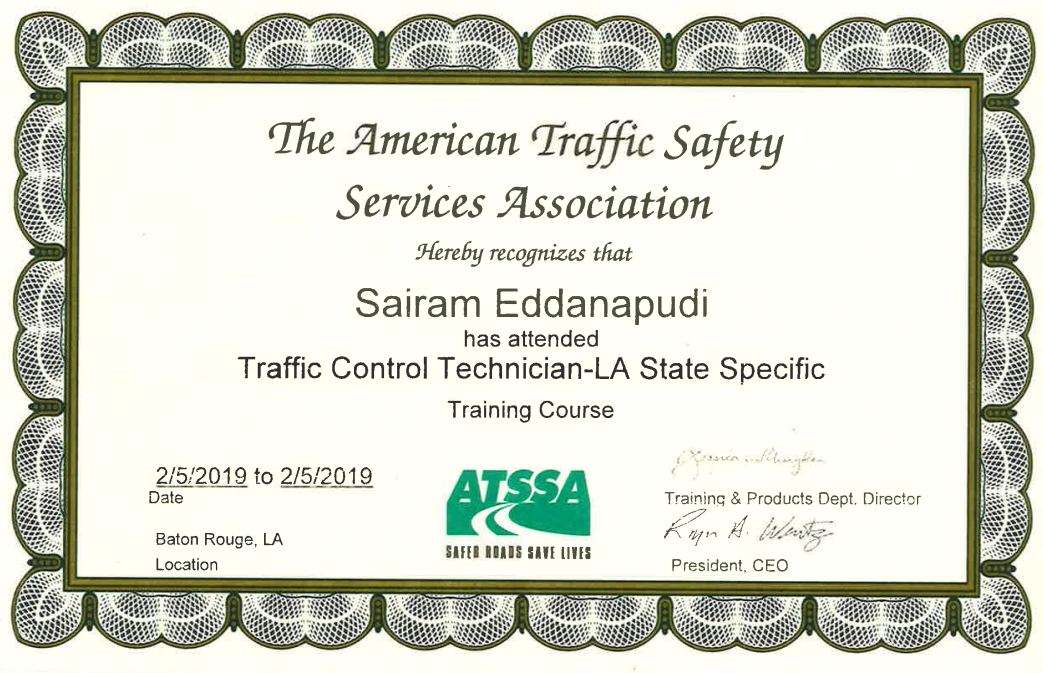 The American Traffic Safety
Services Association
Hereby recognizes that
Sairam Eddanapudi
has attended
Traffic Control Technician-LA State Specific
Training Course
2/5/2019 to 2/5/2019
Date
Baton Rouge, LA
Location
ATSSA
SAFER ROADS SAVE LIVES
Training & Products Dept. Director
A. Wentz
President, CEO